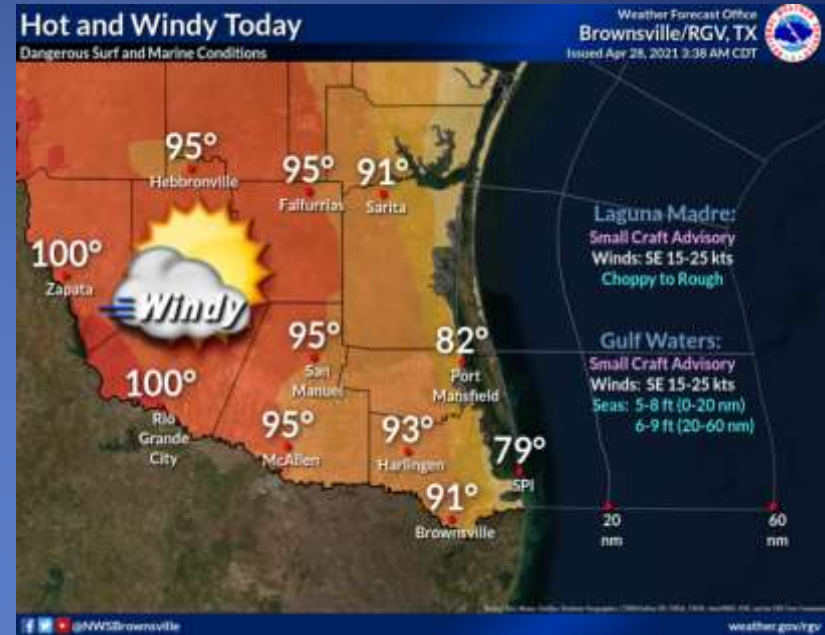 Hot and Windy Today
Dangerous Surf and Marine Conditions
Weather Forecast Office
Brownsville/RGV, TX
Issued Apr 28, 2021 3:38 AM CDT
95°
Hebbronville
95°
Falfurrias
91°
Sarita
100°
Zapata
Windy
95°
San
Manuel
82°
Port
Mansfield
100°
Rio
Grande
City
95°
McAllen
93°
Harlingen
79°
SPI
91°
Brownsville
Laguna Madre:
Small Craft Advisory
Winds: SE 15-25 kts
Choppy to Rough
Gulf Waters:
Small Craft Advisory
Winds: SE 15-25 kts
Seas: 5-8 ft (0-20 nm)
6-9 ft (20-60 nm)
20
nm
60
nm
@NWSBrownsville
weather.gov/rgv